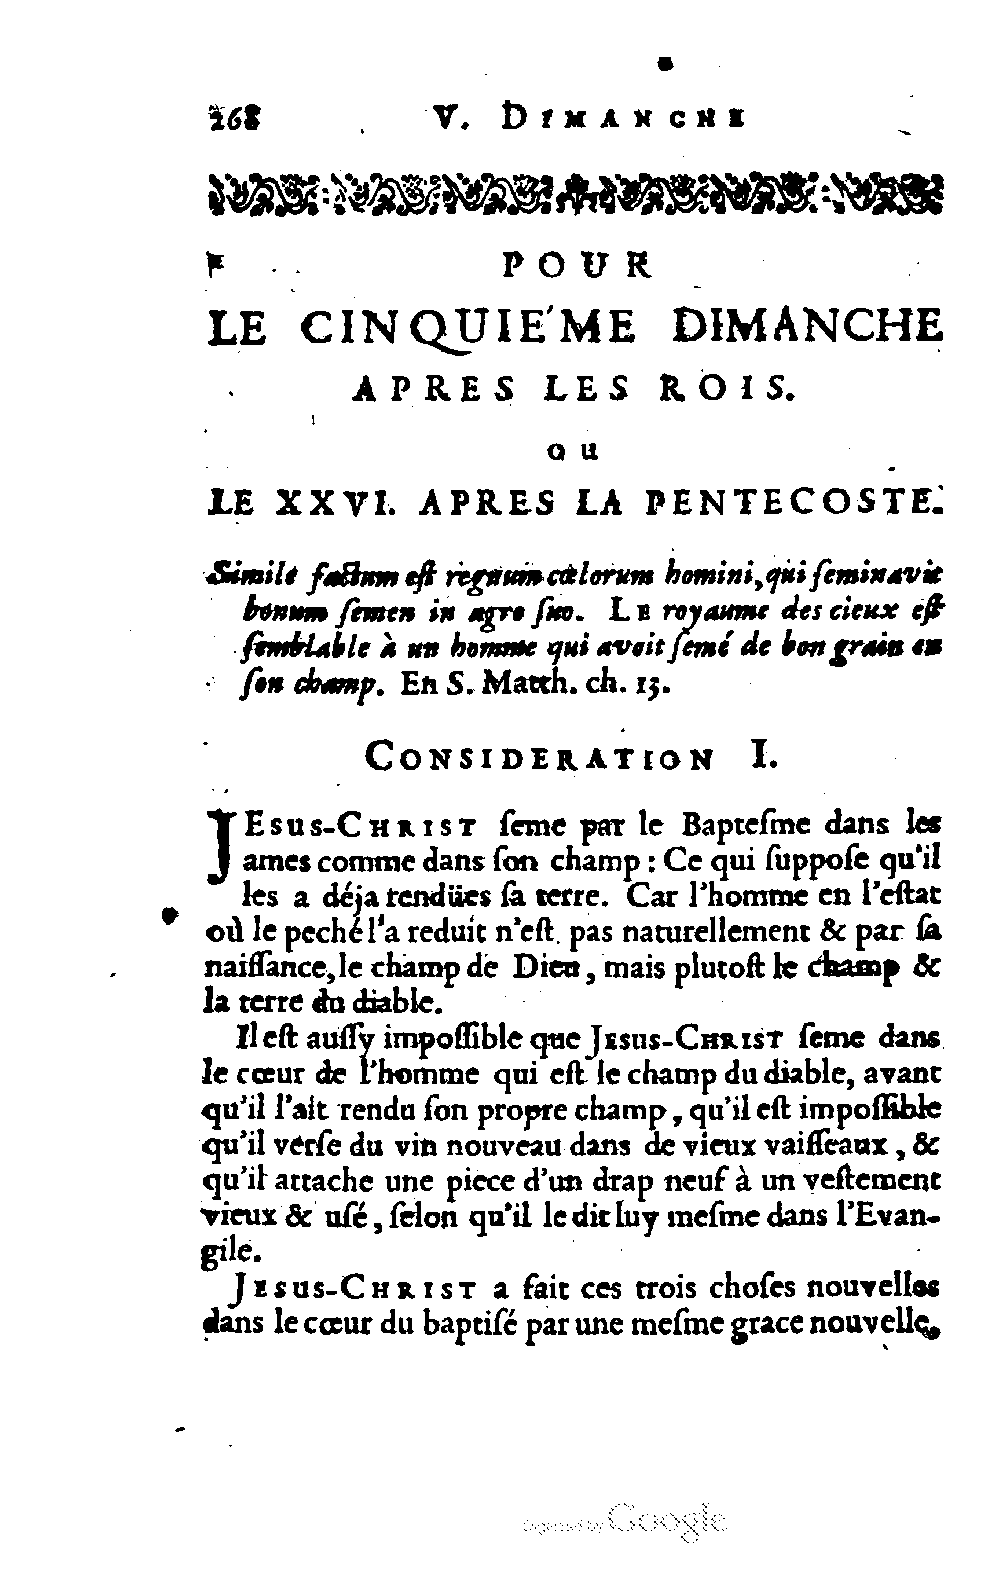 268 V. DIMANCHE
POUR
LE CINQUIE'ME DIMANCHE
APRES LES ROIS.
ou
LE XXVI. APRES LA PENTECOSTE.
Simile factum eſt regnum cœlorum homini, qui ſeminavit
bonum ſemen in agro ſuo. LE royaume des cieux eſt
ſemblable à un homme qui avoit ſemé de bon grain en
ſon champ. En S. Matth. ch. 13.
CONSIDERATION I.
JESUS-CHRIST ſeme par le Bapteſme dans les
ames comme dans ſon champ : Ce qui ſuppoſe qu'il
les a déja rendües ſa terre. Car l'homme en l'eſtat
où le peché l'a reduit n'eſt pas naturellement & par ſa
naiſſance, le champ de Dieu, mais plutoſt le champ &
la terre du diable.
Il eſt auſſy impoſſible que JESUS-CHRIST ſeme dans
le cœur de l'homme qui eſt le champ du diable, avant
qu'il l'ait rendu ſon propre champ, qu'il eſt impoſſible
qu'il verſe du vin nouveau dans de vieux vaiſſeaux, &
qu'il attache une piece d'un drap neuf à un veſtement
vieux & uſé, ſelon qu'il le dit luy meſme dans l'Evan-
gile.
JESUS-CHRIST a fait ces trois choſes nouvelles
dans le cœur du baptiſé par une meſme grace nouvelle,
Digitized by Google